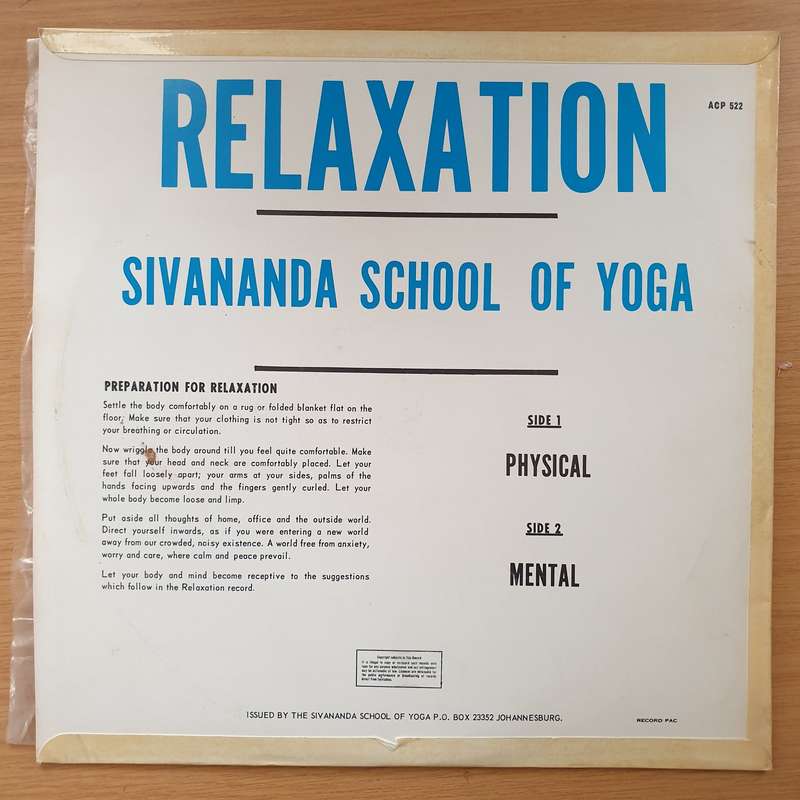 RELAXATION
ACP 522
SIVANANDA SCHOOL OF YOGA
PREPARATION FOR RELAXATION
Settle the body comfortably on a rug or folded blanket flat on the
floor. Make sure that your clothing is not tight so as to restrict
your breathing or circulation.
Now wriggle the body around till you feel quite comfortable. Make
sure that your head and neck are comfortably placed. Let your
feet fall loosely apart; your arms at your sides, palms of the
hands facing upwards and the fingers gently curled. Let your
whole body become loose and limp.
Put aside all thoughts of home, office and the outside world.
Direct yourself inwards, as if you were entering a new world
away from our crowded, noisy existence. A world free from anxiety,
worry and care, where calm and peace prevail.
Let your body and mind become receptive to the suggestions
which follow in the Relaxation record.
SIDE 1
PHYSICAL
SIDE 2
MENTAL
Copyright subsists in this Record
ISSUED BY THE SIVANANDA SCHOOL OF YOGA P.O. BOX 23352 JOHANNESBURG.
RECORD PAC